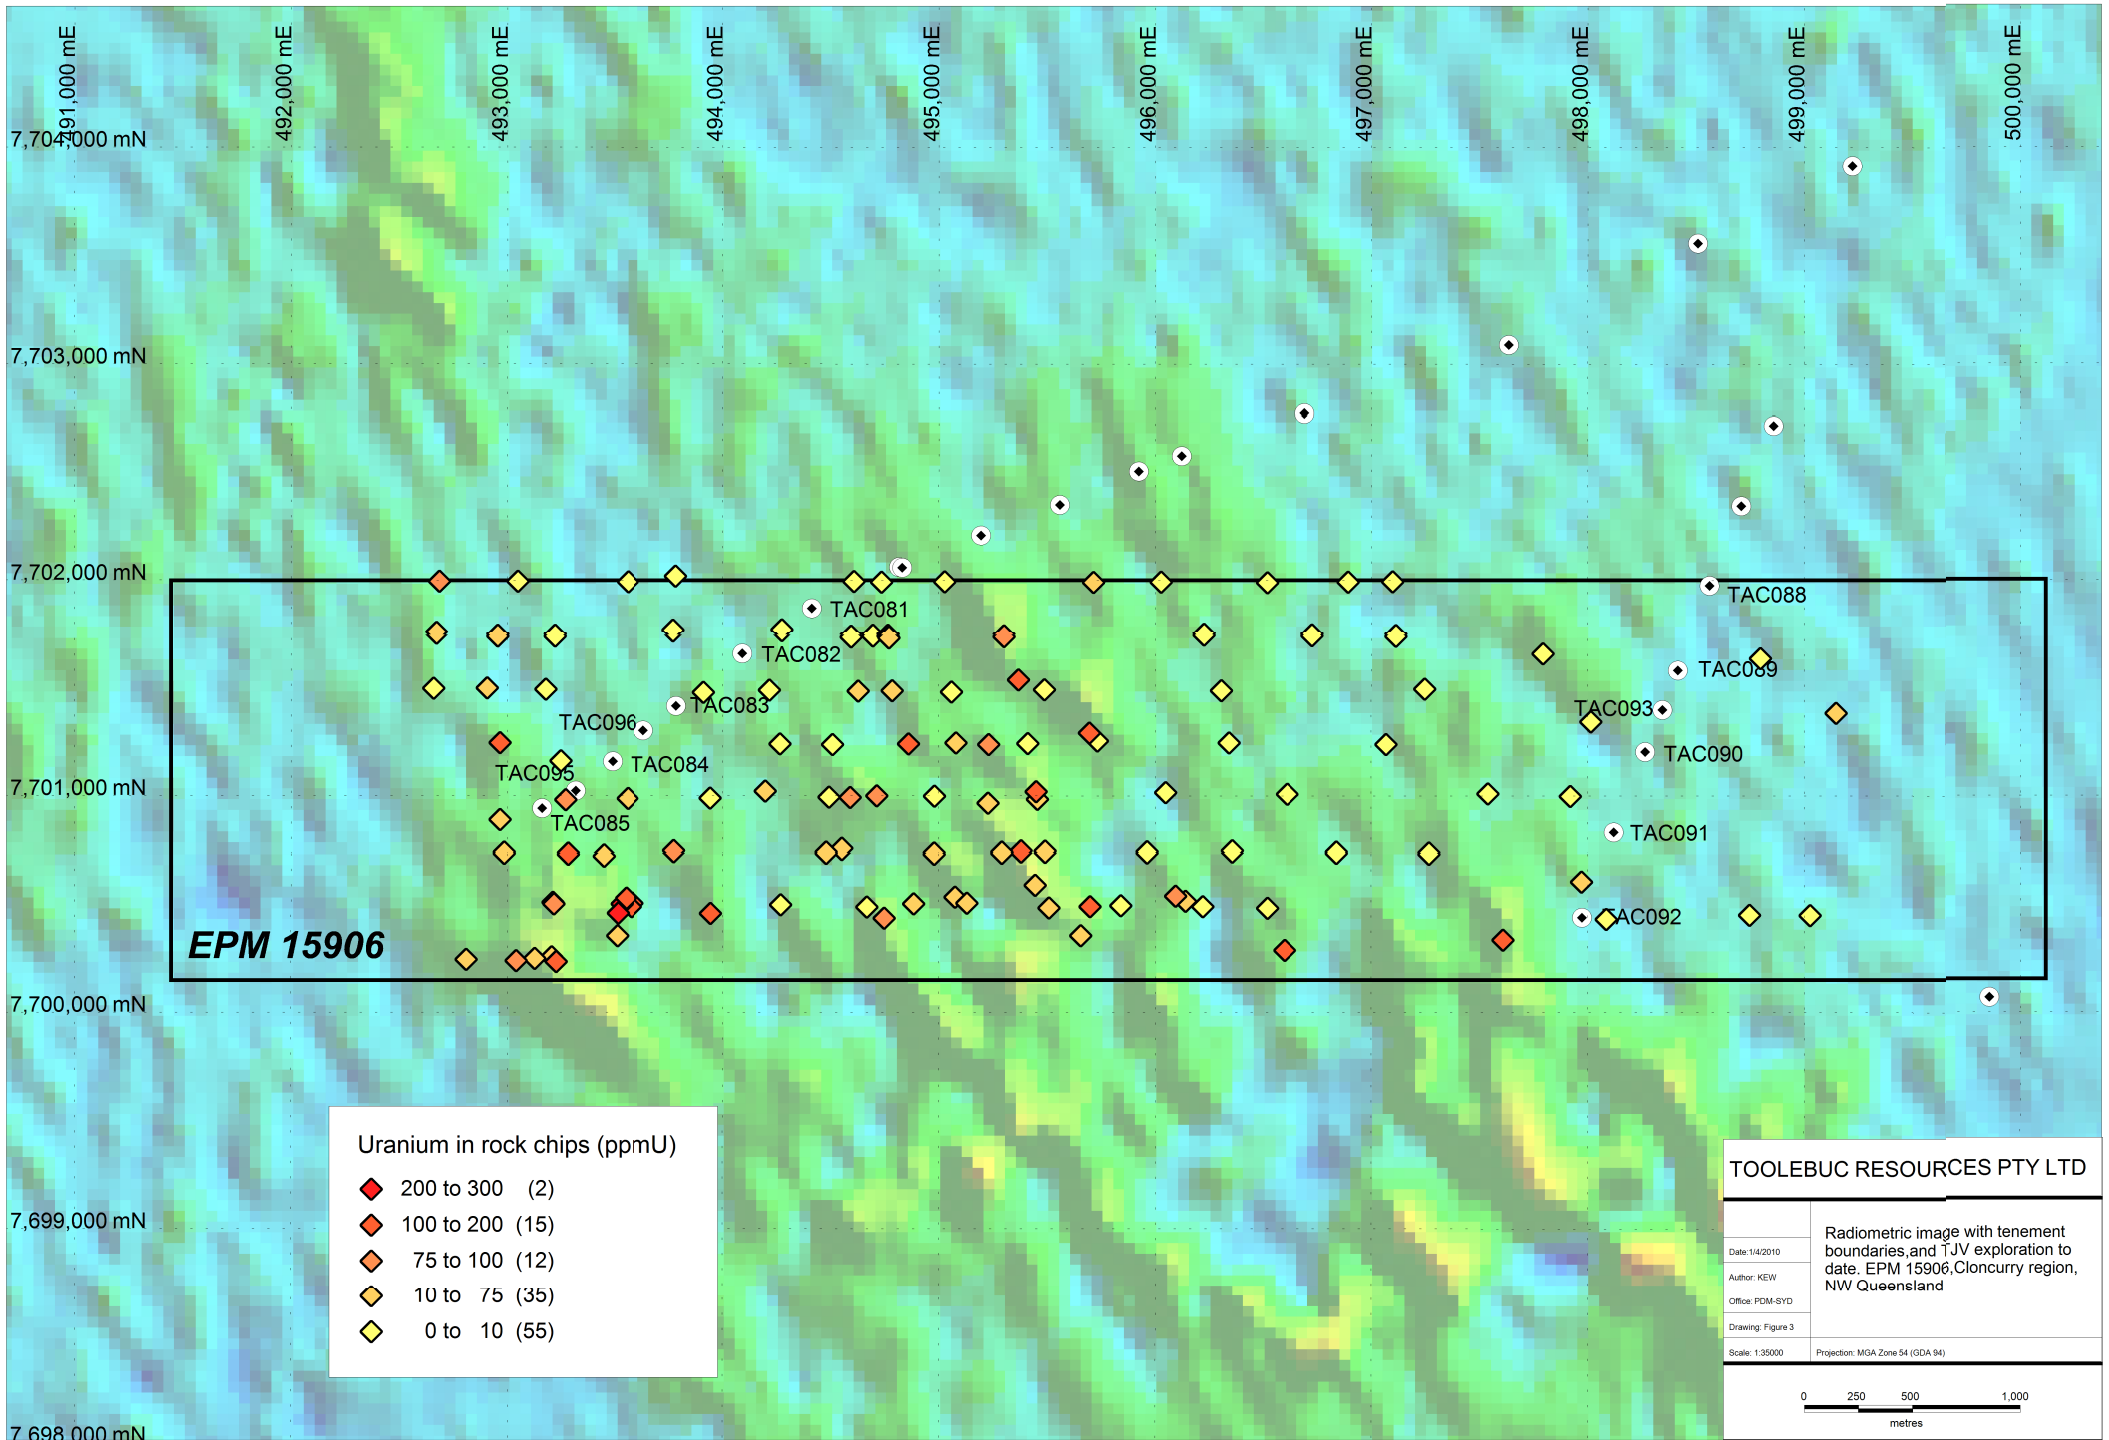 491,000 mE
492,000 mE
493,000 mE
494,000 mE
495,000 mE
496,000 mE
497,000 mE
498,000 mE
499,000 mE
500,000 mE
7,704,000 mN
7,703,000 mN
7,702,000 mN
TAC088
TAC081
TAC082
TAC089
TAC083
TAC093
TAC096
TAC090
TAC084
TAC095
7,701,000 mN
TAC085
TAC091
TAC092
EPM 15906
7,700,000 mN
7,699,000 mN
7,698,000 mN
Uranium in rock chips (ppmU)
200 to 300 (2)
100 to 200 (15)
75 to 100 (12)
10 to 75 (35)
0 to 10 (55)
TOOLEBUC RESOURCES PTY LTD
Radiometric image with tenement
boundaries,and TJV exploration to
date. EPM 15906,Cloncurry region,
NW Queensland
Date:1/4/2010
Author: KEW
Office: PDM-SYD
Drawing: Figure 3
Scale: 1:35000
Projection: MGA Zone 54 (GDA 94)
0 250 500 1,000
metres